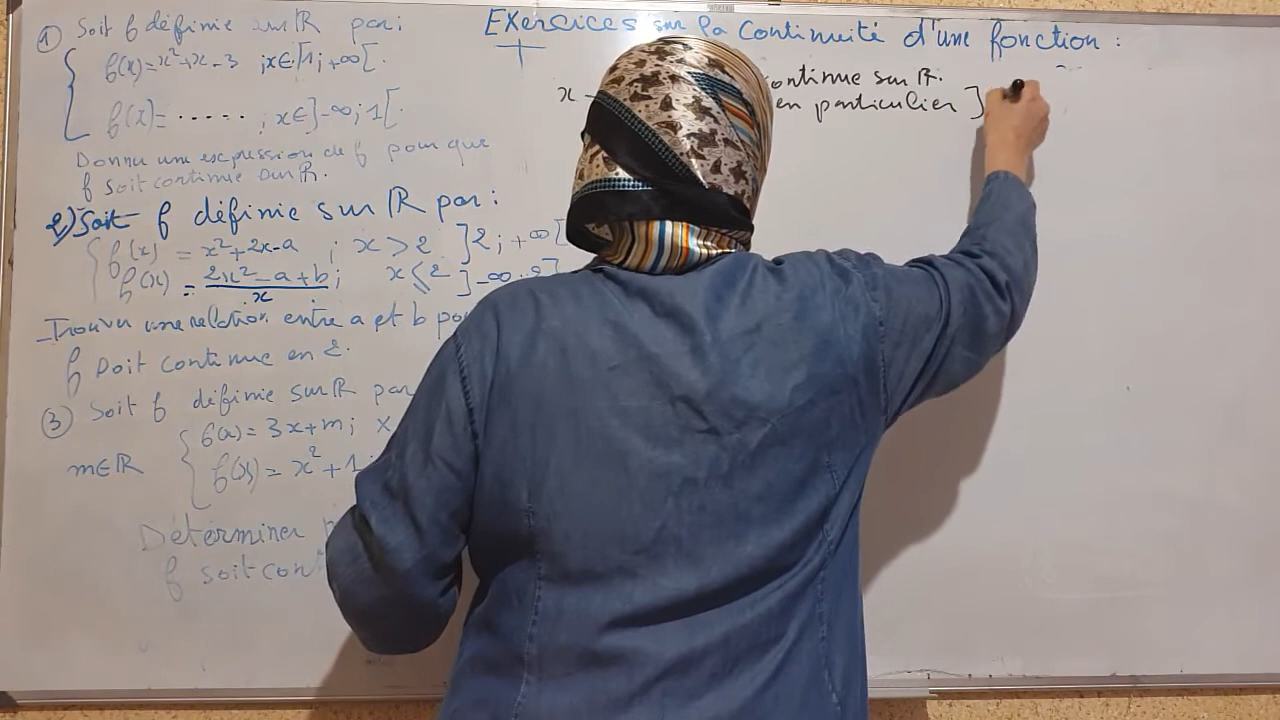 Exercices sur la Continuité d'une fonction :
① Soit f définie sur ℝ par :
f(x) = x²+x-3 ; x∈[1 ; +∞[.
f(x) = ..... ; x∈]-∞ ; 1[.
Donner une expression de f pour que
f soit continue sur ℝ.
2) Soit f définie sur ℝ par :
f(x) = x²+2x-a ; x > 2 ]2 ; +∞[
f(x) = (2x²-a+b)/x ; x ≤ 2 ]-∞ ; 2]
- Trouver une relation entre a et b
f soit continue en 2.
③ Soit f définie sur ℝ par
f(x) = 3x+m ;
m∈ℝ
f(x) = x²+1 ;
Déterminer
f soit
x
continue sur ℝ.
en particulier ]